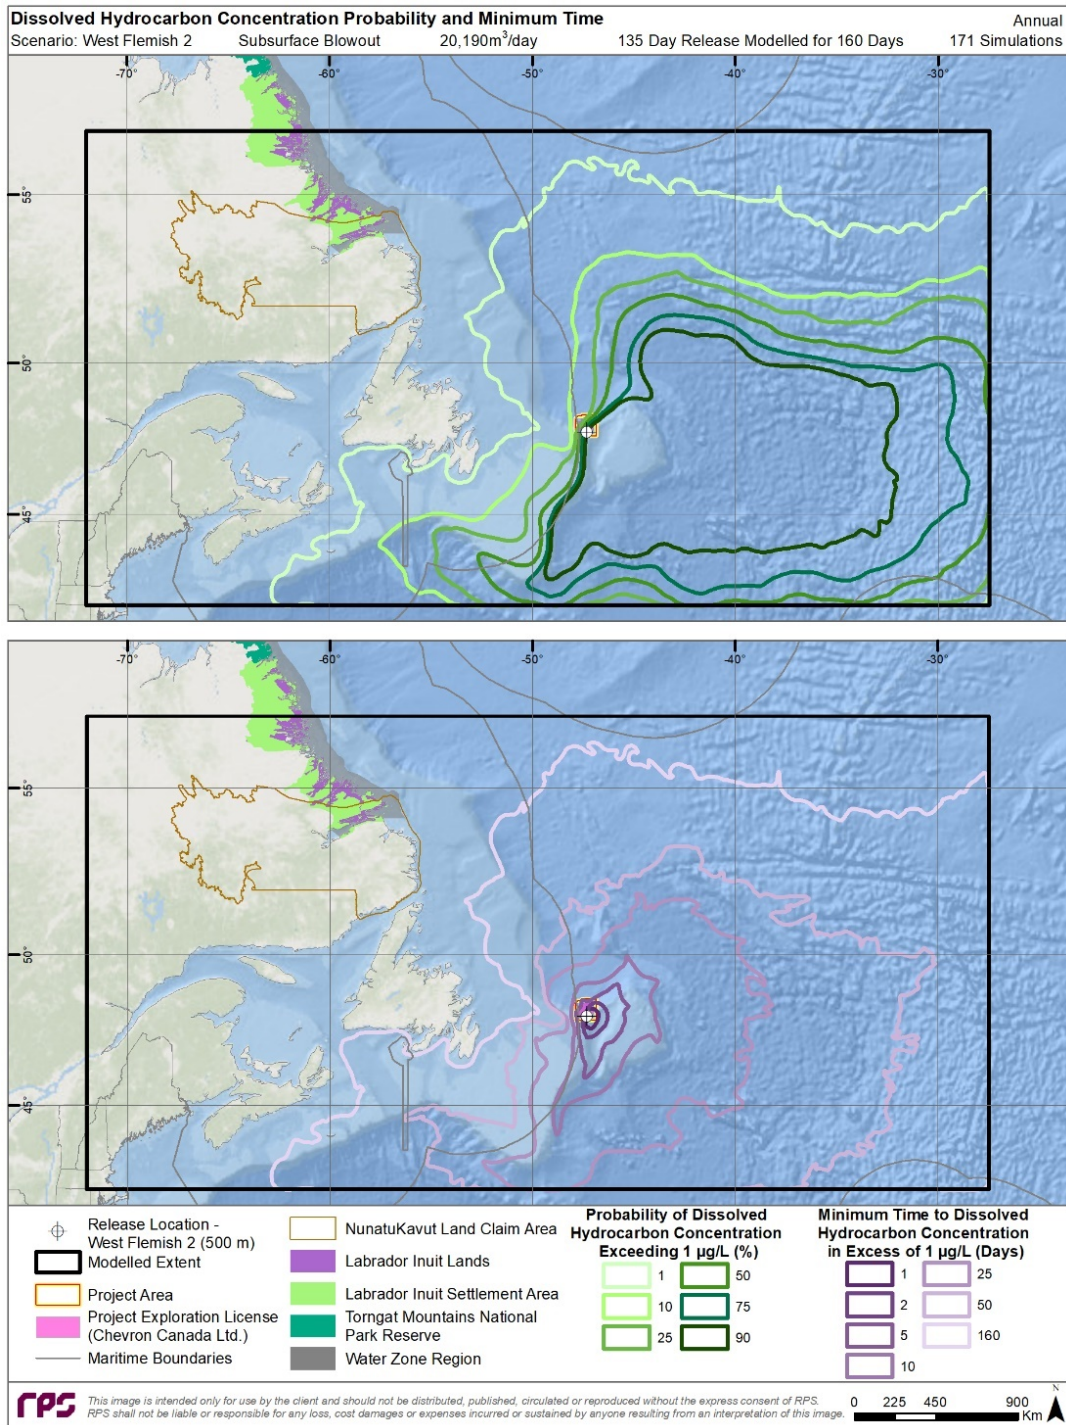 Dissolved Hydrocarbon Concentration Probability and Minimum Time
Annual
Scenario: West Flemish 2 Subsurface Blowout 20,190m³/day 135 Day Release Modelled for 160 Days 171 Simulations
-70° -60° -50° -40° -30°
55°
50°
45°
-70° -60° -50° -40° -30°
55°
50°
45°
Release Location -
West Flemish 2 (500 m)
Modelled Extent
Project Area
Project Exploration License
(Chevron Canada Ltd.)
Maritime Boundaries
NunatuKavut Land Claim Area
Labrador Inuit Lands
Labrador Inuit Settlement Area
Torngat Mountains National
Park Reserve
Water Zone Region
Probability of Dissolved
Hydrocarbon Concentration
Exceeding 1 µg/L (%)
1 50
10 75
25 90
Minimum Time to Dissolved
Hydrocarbon Concentration
in Excess of 1 µg/L (Days)
1 25
2 50
5 160
10
rps
This image is intended only for use by the client and should not be distributed, published, circulated or reproduced without the express consent of RPS.
RPS shall not be liable or responsible for any loss, cost damages or expenses incurred or sustained by anyone resulting from an interpretation of this image.
0 225 450 900
Km
N